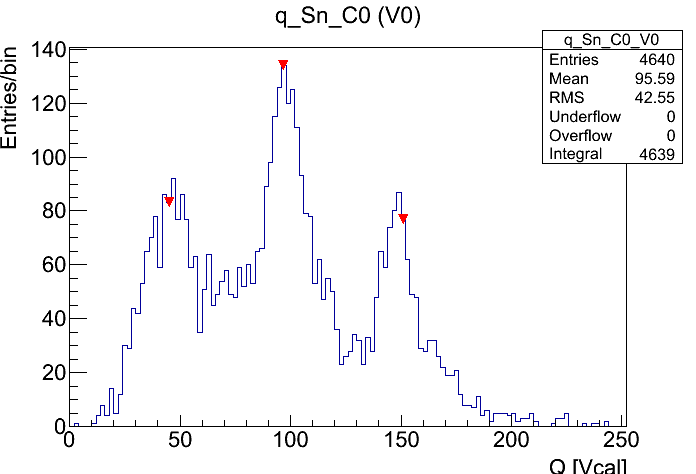 q_Sn_C0 (V0)
q_Sn_C0_V0
Entries 4640
Mean 95.59
RMS 42.55
Underflow 0
Overflow 0
Integral 4639
Entries/bin
140
120
100
80
60
40
20
0
0 50 100 150 200 250
Q [Vcal]